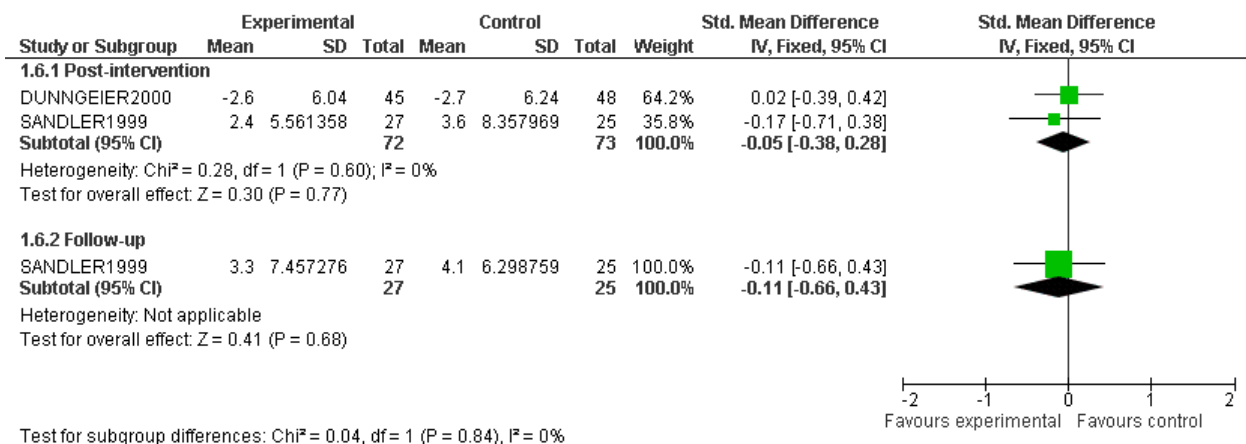 Experimental Control Std. Mean Difference Std. Mean Difference
Study or Subgroup Mean SD Total Mean SD Total Weight IV, Fixed, 95% CI IV, Fixed, 95% CI
1.6.1 Post-intervention
DUNNGEIER2000 -2.6 6.04 45 -2.7 6.24 48 64.2% 0.02 [-0.39, 0.42]
SANDLER1999 2.4 5.561358 27 3.6 8.357969 25 35.8% -0.17 [-0.71, 0.38]
Subtotal (95% CI) 72 73 100.0% -0.05 [-0.38, 0.28]
Heterogeneity: Chi² = 0.28, df = 1 (P = 0.60); I² = 0%
Test for overall effect: Z = 0.30 (P = 0.77)
1.6.2 Follow-up
SANDLER1999 3.3 7.457276 27 4.1 6.298759 25 100.0% -0.11 [-0.66, 0.43]
Subtotal (95% CI) 27 25 100.0% -0.11 [-0.66, 0.43]
Heterogeneity: Not applicable
Test for overall effect: Z = 0.41 (P = 0.68)
-2 -1 0 1 2
Favours experimental Favours control
Test for subgroup differences: Chi² = 0.04, df = 1 (P = 0.84), I² = 0%